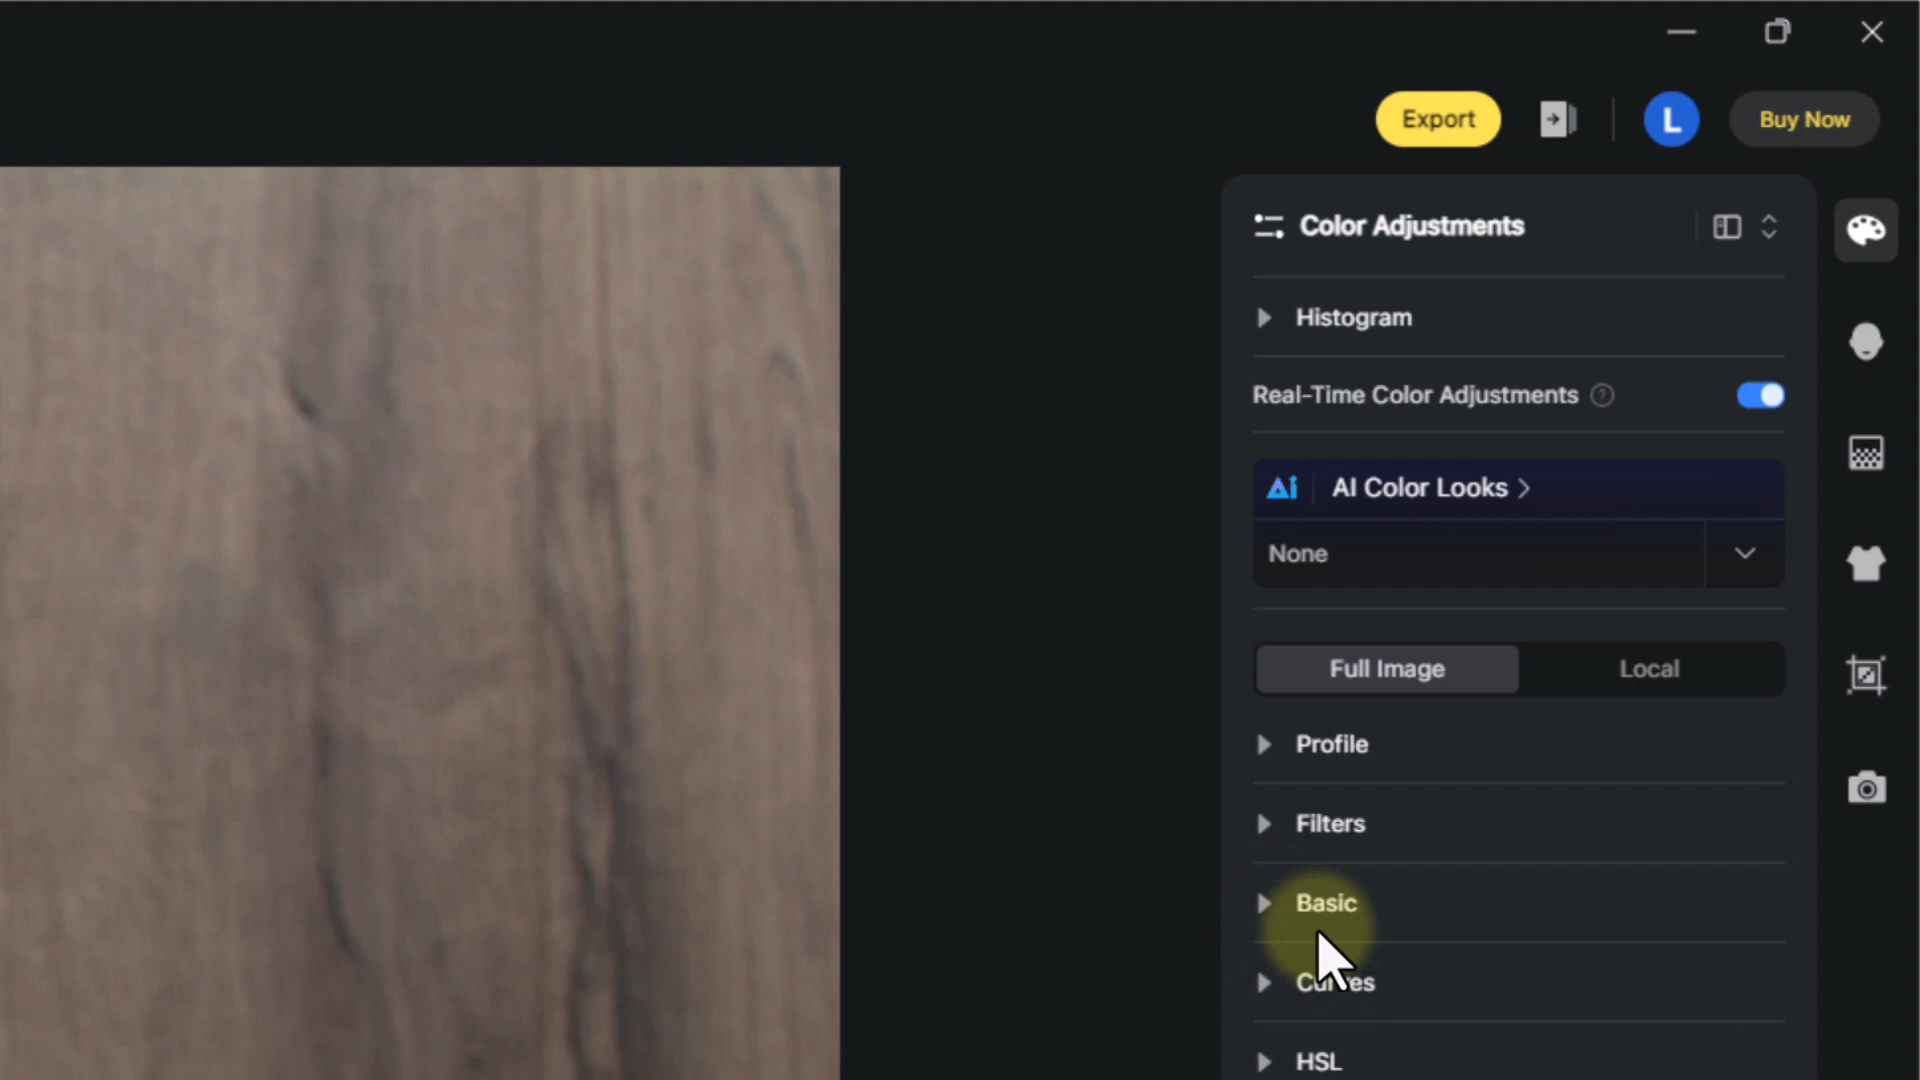 Export
L
Buy Now
Color Adjustments
Histogram
Real-Time Color Adjustments ?
Ai AI Color Looks >
None
Full Image Local
Profile
Filters
Basic
HSL